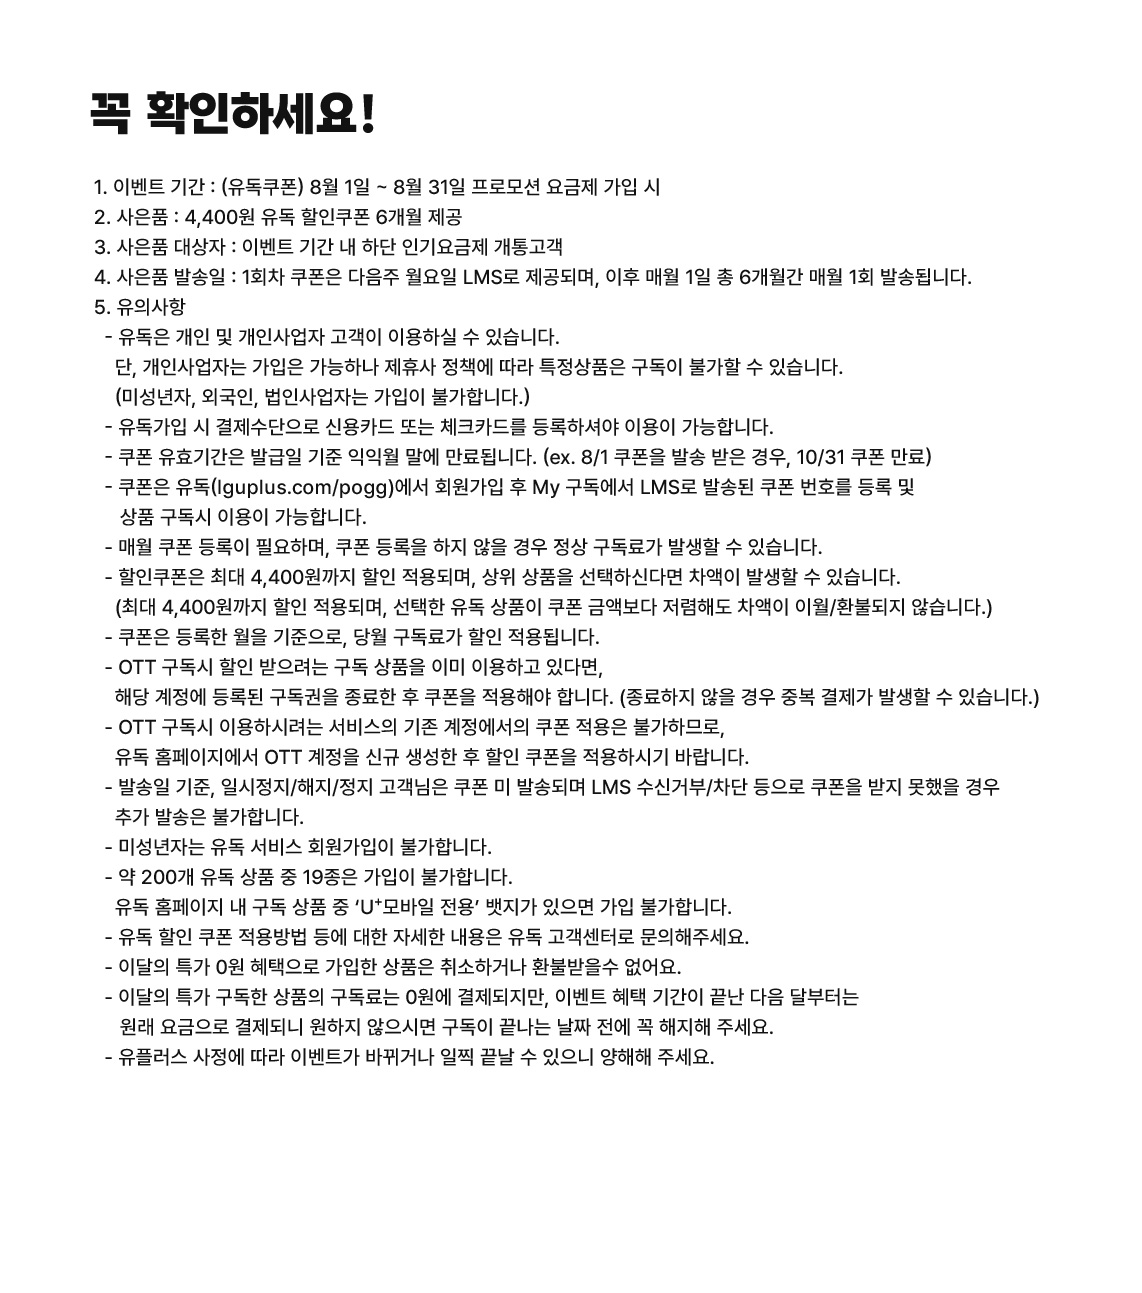 꼭 확인하세요!
1. 이벤트 기간 : (유독쿠폰) 8월 1일 ~ 8월 31일 프로모션 요금제 가입 시
2. 사은품 : 4,400원 유독 할인쿠폰 6개월 제공
3. 사은품 대상자 : 이벤트 기간 내 하단 인기요금제 개통고객
4. 사은품 발송일 : 1회차 쿠폰은 다음주 월요일 LMS로 제공되며, 이후 매월 1일 총 6개월간 매월 1회 발송됩니다.
5. 유의사항
- 유독은 개인 및 개인사업자 고객이 이용하실 수 있습니다.
단, 개인사업자는 가입은 가능하나 제휴사 정책에 따라 특정상품은 구독이 불가할 수 있습니다.
(미성년자, 외국인, 법인사업자는 가입이 불가합니다.)
- 유독가입 시 결제수단으로 신용카드 또는 체크카드를 등록하셔야 이용이 가능합니다.
- 쿠폰 유효기간은 발급일 기준 익익월 말에 만료됩니다. (ex. 8/1 쿠폰을 발송 받은 경우, 10/31 쿠폰 만료)
- 쿠폰은 유독(lguplus.com/pogg)에서 회원가입 후 My 구독에서 LMS로 발송된 쿠폰 번호를 등록 및
상품 구독시 이용이 가능합니다.
- 매월 쿠폰 등록이 필요하며, 쿠폰 등록을 하지 않을 경우 정상 구독료가 발생할 수 있습니다.
- 할인쿠폰은 최대 4,400원까지 할인 적용되며, 상위 상품을 선택하신다면 차액이 발생할 수 있습니다.
(최대 4,400원까지 할인 적용되며, 선택한 유독 상품이 쿠폰 금액보다 저렴해도 차액이 이월/환불되지 않습니다.)
- 쿠폰은 등록한 월을 기준으로, 당월 구독료가 할인 적용됩니다.
- OTT 구독시 할인 받으려는 구독 상품을 이미 이용하고 있다면,
해당 계정에 등록된 구독권을 종료한 후 쿠폰을 적용해야 합니다. (종료하지 않을 경우 중복 결제가 발생할 수 있습니다.)
- OTT 구독시 이용하시려는 서비스의 기존 계정에서의 쿠폰 적용은 불가하므로,
유독 홈페이지에서 OTT 계정을 신규 생성한 후 할인 쿠폰을 적용하시기 바랍니다.
- 발송일 기준, 일시정지/해지/정지 고객님은 쿠폰 미 발송되며 LMS 수신거부/차단 등으로 쿠폰을 받지 못했을 경우
추가 발송은 불가합니다.
- 미성년자는 유독 서비스 회원가입이 불가합니다.
- 약 200개 유독 상품 중 19종은 가입이 불가합니다.
유독 홈페이지 내 구독 상품 중 ‘U⁺모바일 전용’ 뱃지가 있으면 가입 불가합니다.
- 유독 할인 쿠폰 적용방법 등에 대한 자세한 내용은 유독 고객센터로 문의해주세요.
- 이달의 특가 0원 혜택으로 가입한 상품은 취소하거나 환불받을수 없어요.
- 이달의 특가 구독한 상품의 구독료는 0원에 결제되지만, 이벤트 혜택 기간이 끝난 다음 달부터는
원래 요금으로 결제되니 원하지 않으시면 구독이 끝나는 날짜 전에 꼭 해지해 주세요.
- 유플러스 사정에 따라 이벤트가 바뀌거나 일찍 끝날 수 있으니 양해해 주세요.